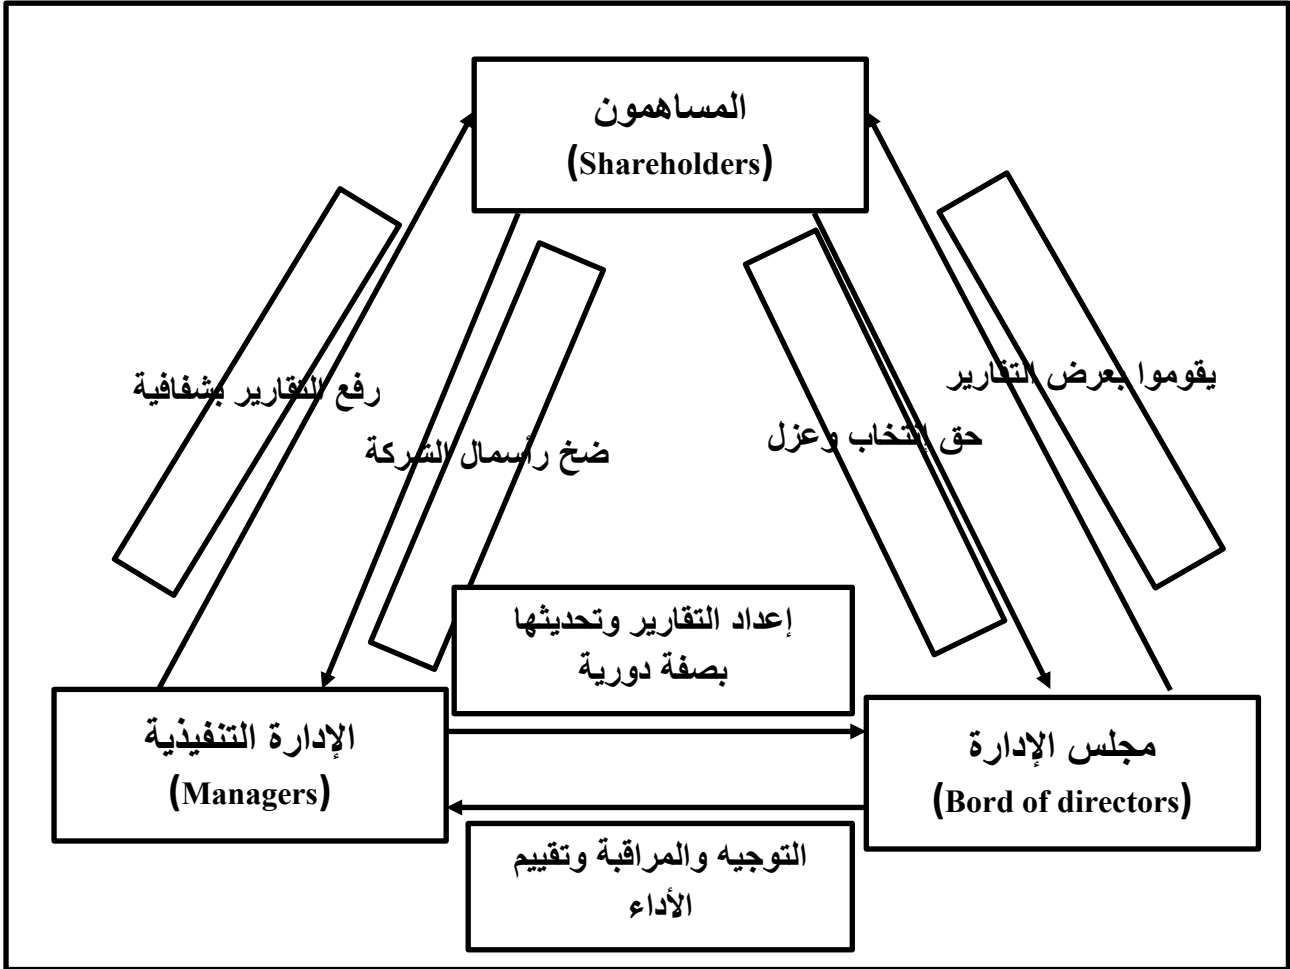 المساهمون
(Shareholders)
رفع التقارير بشفافية
ضخ رأسمال الشركة
حق إنتخاب وعزل
يقوموا بعرض التقارير
إعداد التقارير وتحديثها
بصفة دورية
الإدارة التنفيذية
(Managers)
مجلس الإدارة
(Bord of directors)
التوجيه والمراقبة وتقييم
الأداء